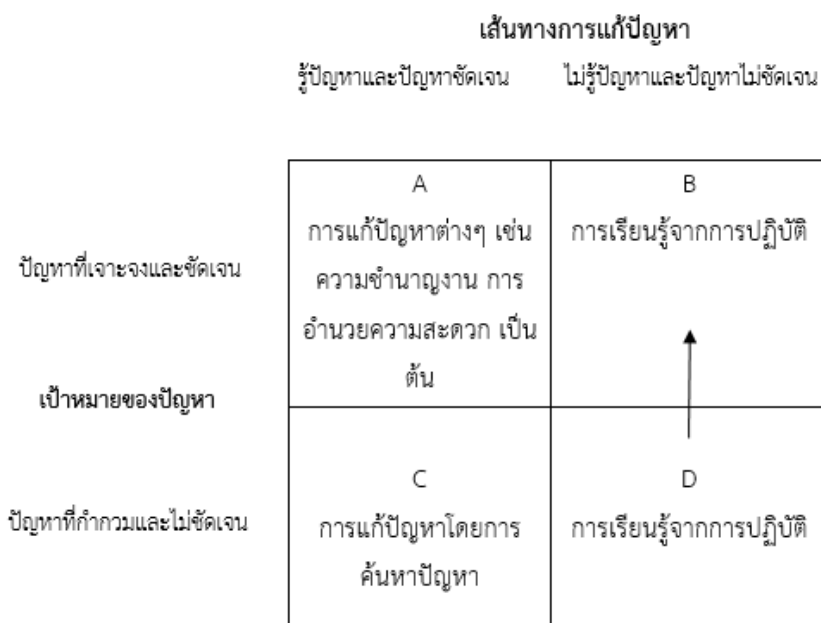 เส้นทางการแก้ปัญหา
รู้ปัญหาและปัญหาชัดเจน
ไม่รู้ปัญหาและปัญหาไม่ชัดเจน
A
การแก้ปัญหาต่างๆ เช่น
ความชำนาญงาน การ
อำนวยความสะดวก เป็น
ต้น
B
การเรียนรู้จากการปฏิบัติ
ปัญหาที่เจาะจงและชัดเจน
เป้าหมายของปัญหา
ปัญหาที่กำกวมและไม่ชัดเจน
C
การแก้ปัญหาโดยการ
ค้นหาปัญหา
D
การเรียนรู้จากการปฏิบัติ